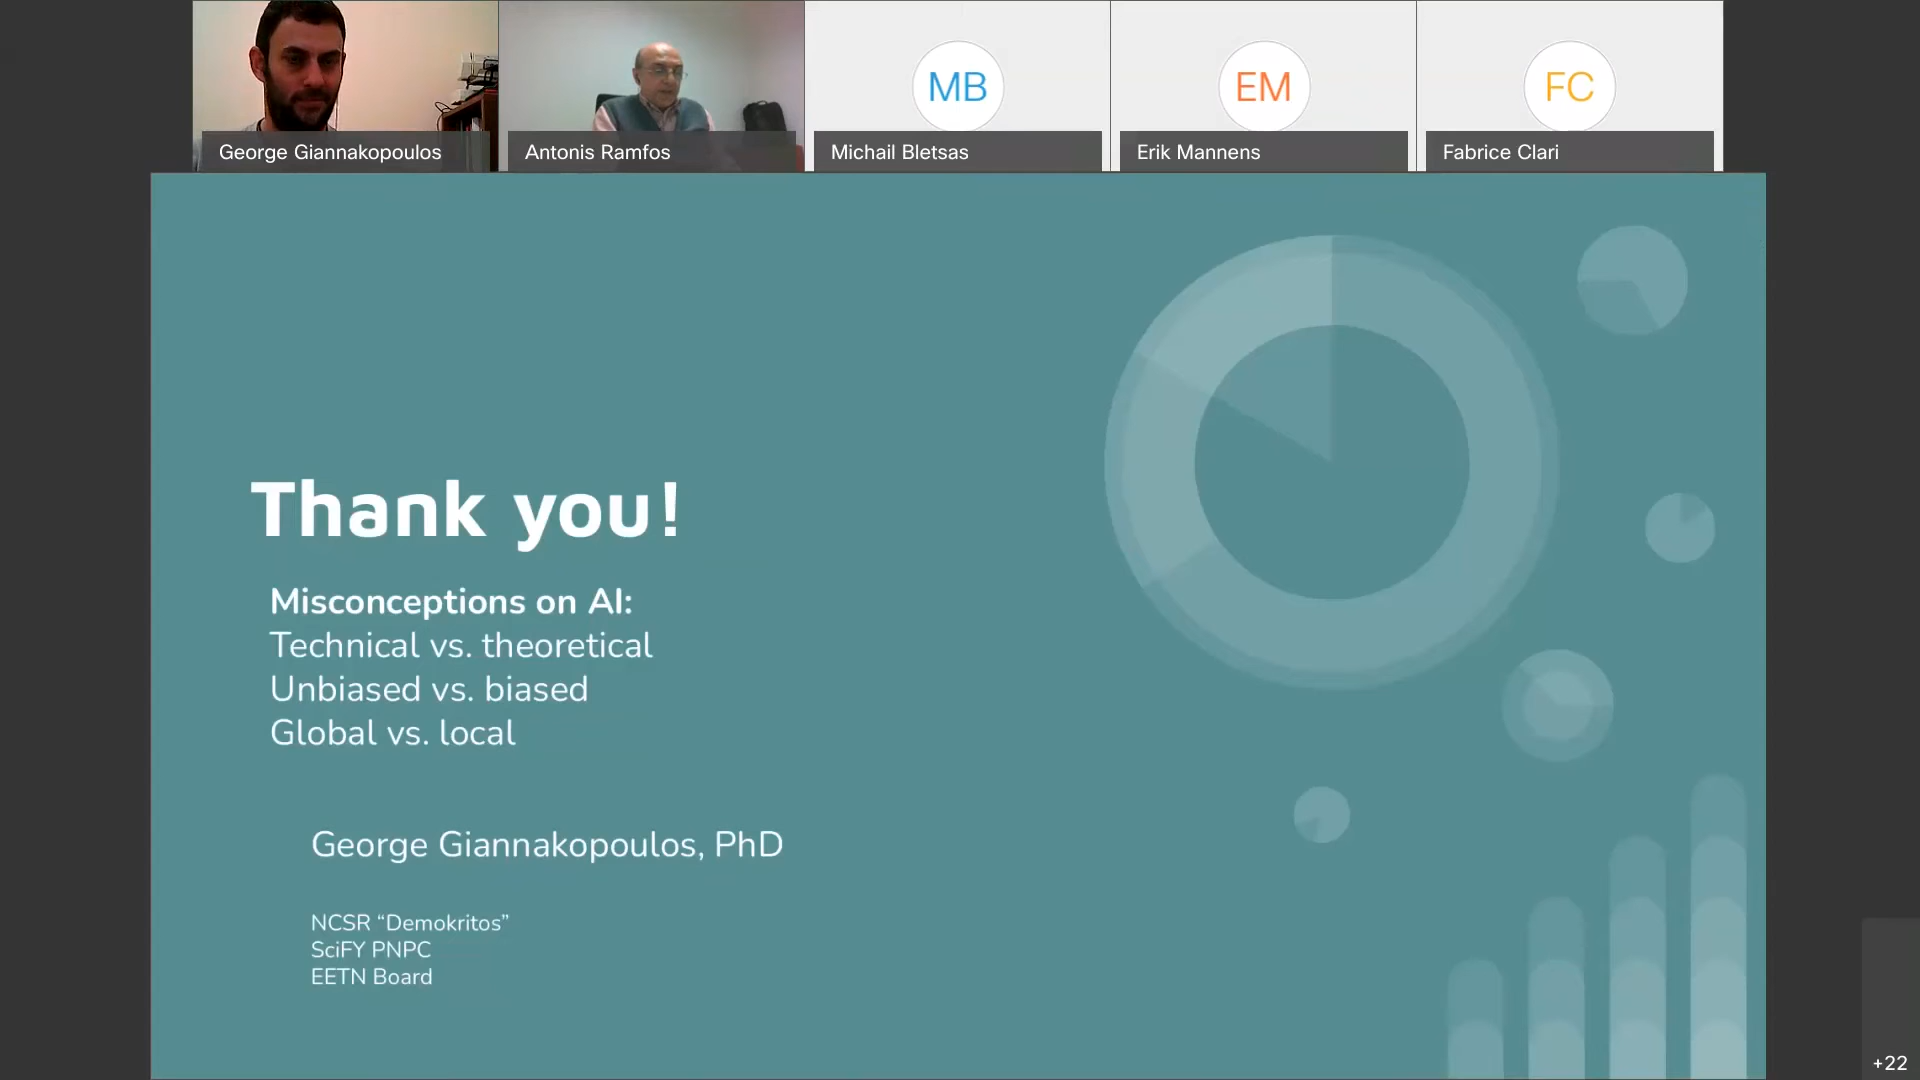 MB
EM
FC
George Giannakopoulos
Antonis Ramfos
Michail Bletsas
Erik Mannens
Fabrice Clari
Thank you!
Misconceptions on AI:
Technical vs. theoretical
Unbiased vs. biased
Global vs. local
George Giannakopoulos, PhD
NCSR “Demokritos”
SciFY PNPC
EETN Board
+22